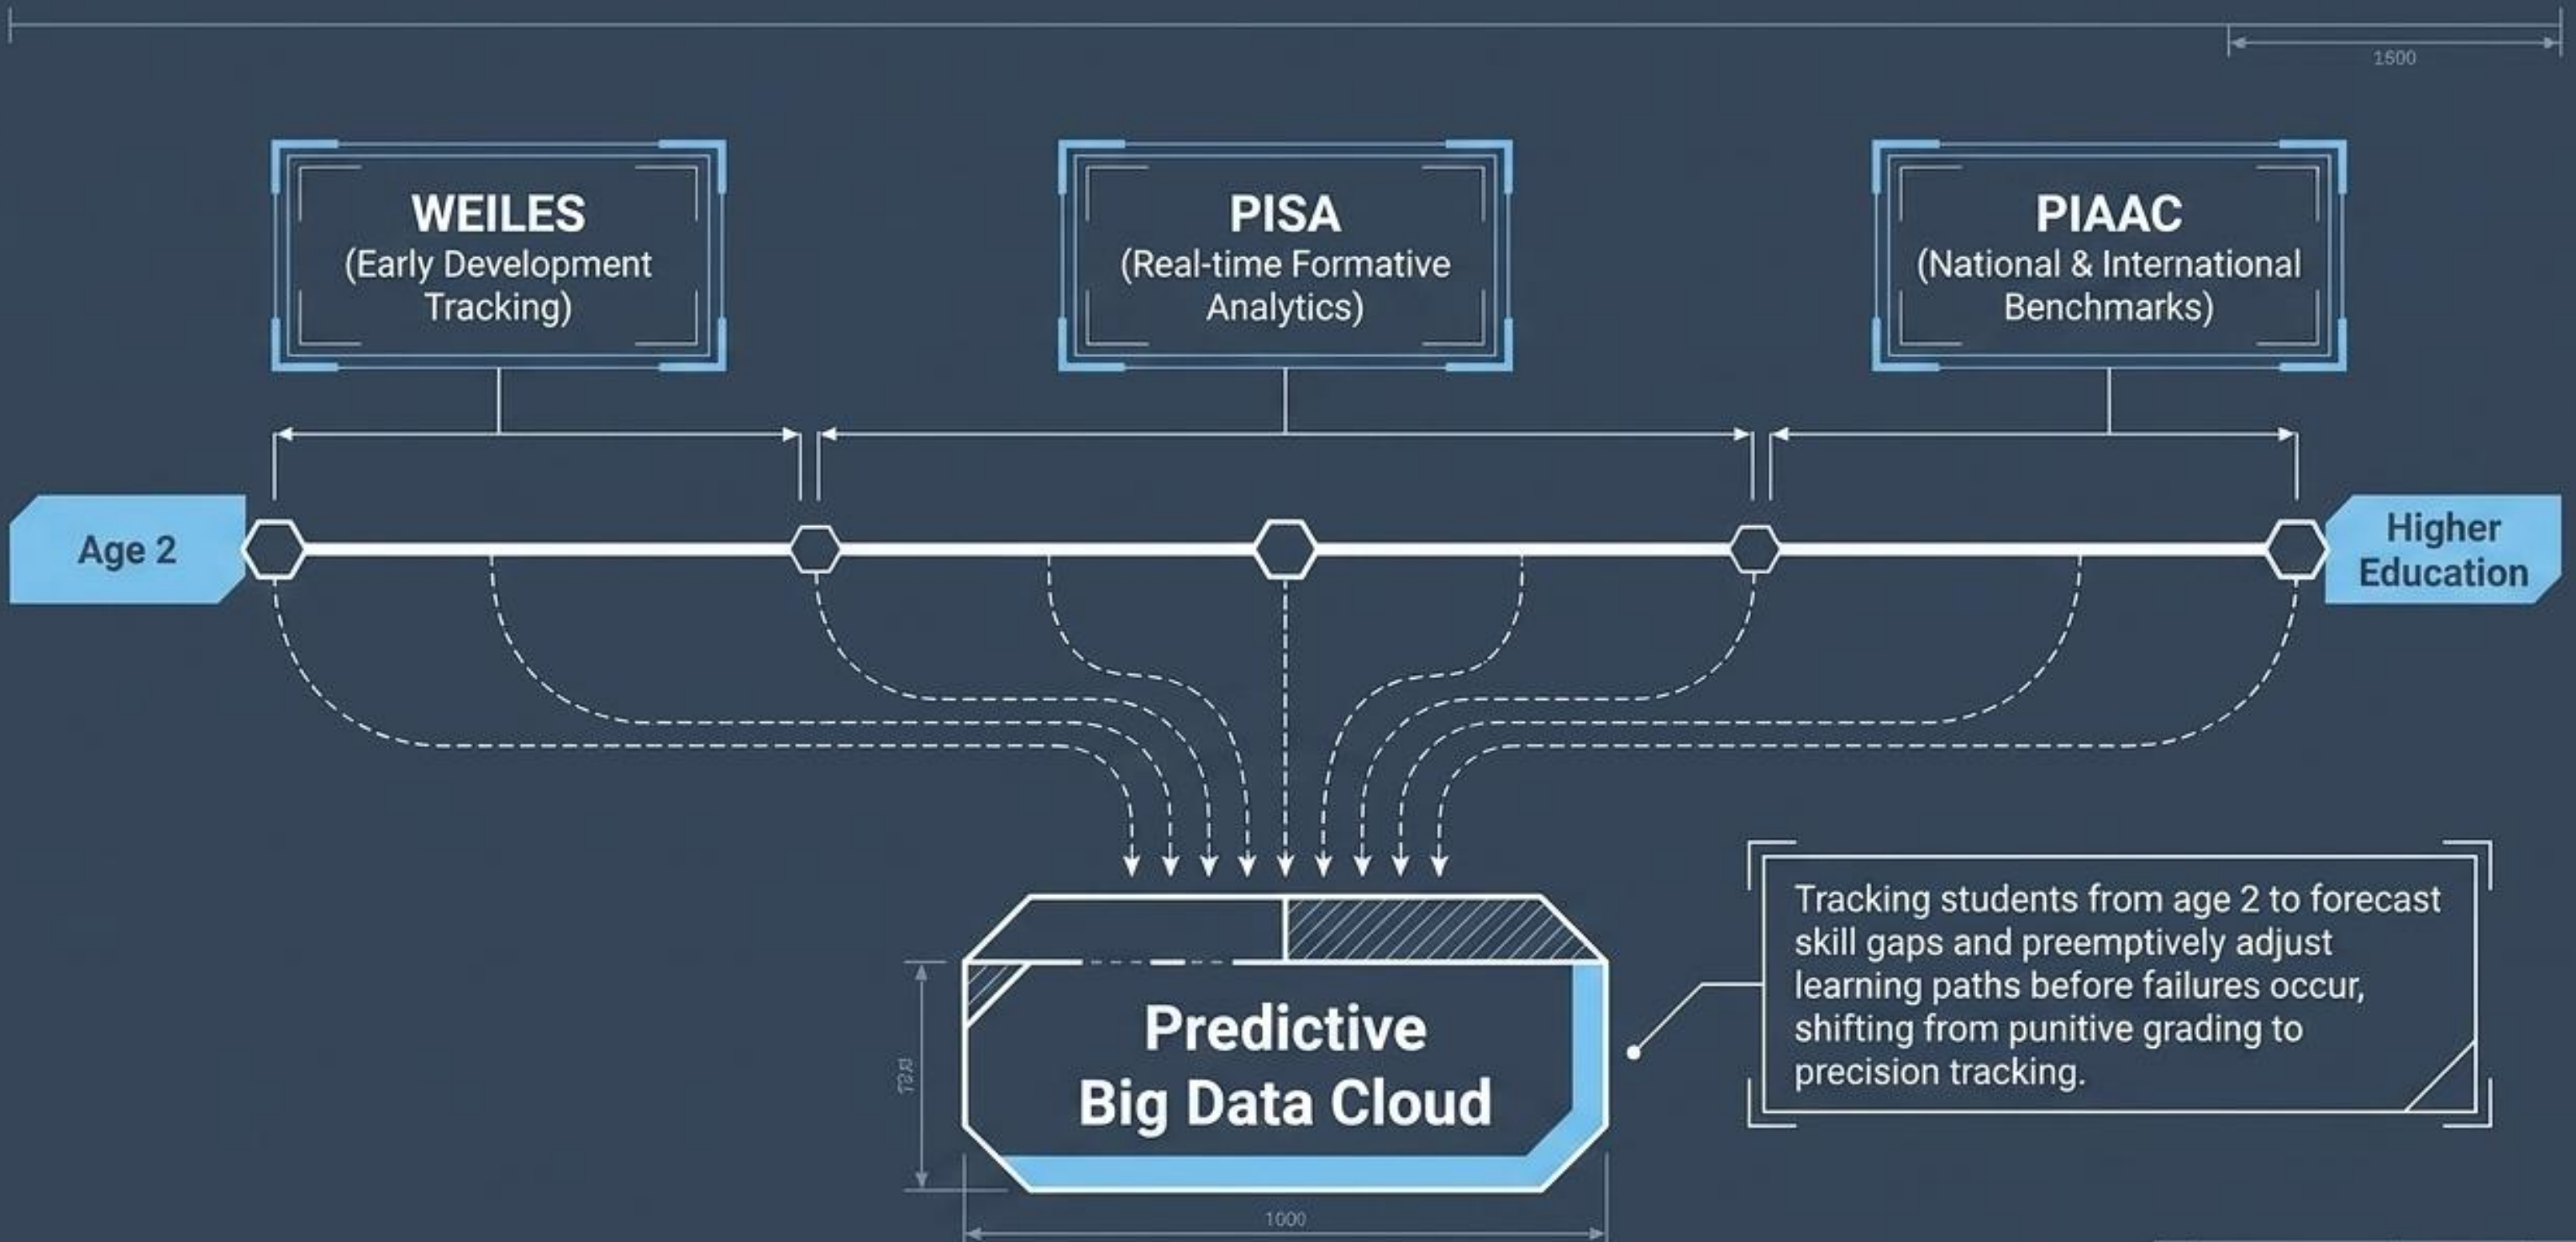 1500
WEILES
(Early Development
Tracking)
PISA
(Real-time Formative
Analytics)
PIAAC
(National & International
Benchmarks)
Age 2
Higher
Education
Predictive
Big Data Cloud
Tracking students from age 2 to forecast
skill gaps and preemptively adjust
learning paths before failures occur,
shifting from punitive grading to
precision tracking.
1000